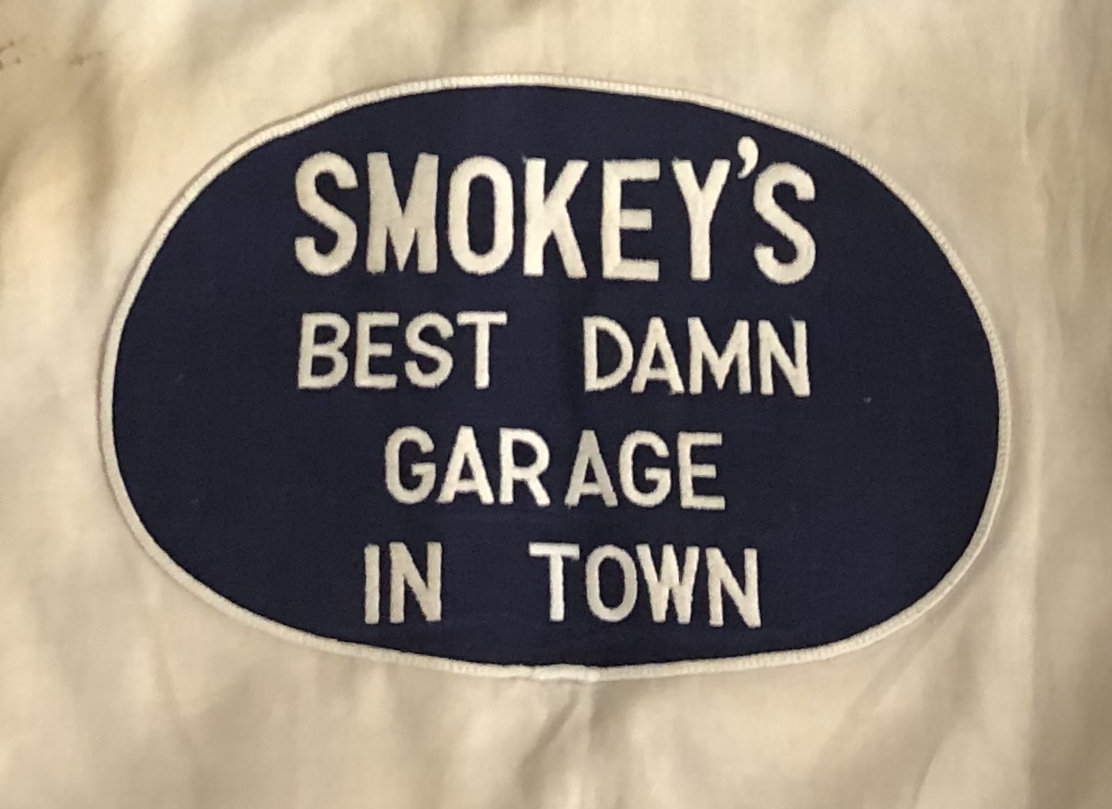 SMOKEY'S
BEST DAMN
GARAGE
IN TOWN